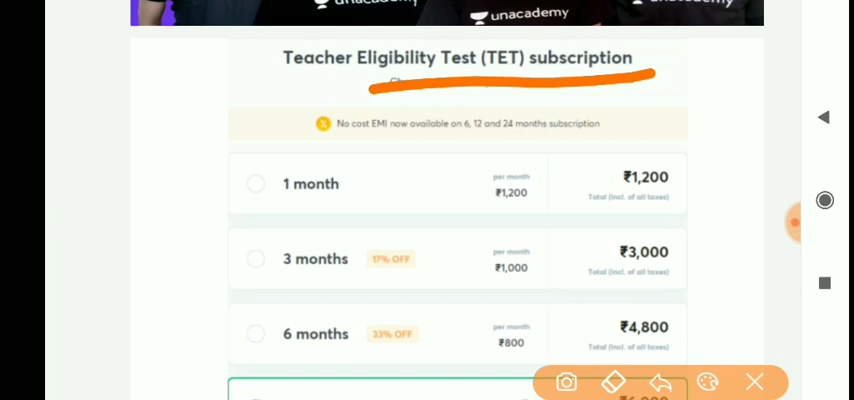 unacademy
unacademy
unacademy
Teacher Eligibility Test (TET) subscription
No cost EMI now available on 6, 12 and 24 months subscription
1 month
per month
₹1,200
₹1,200
Total (Incl. of all taxes)
3 months 17% OFF
per month
₹1,000
₹3,000
Total (Incl. of all taxes)
6 months 33% OFF
per month
₹800
₹4,800
Total (Incl. of all taxes)